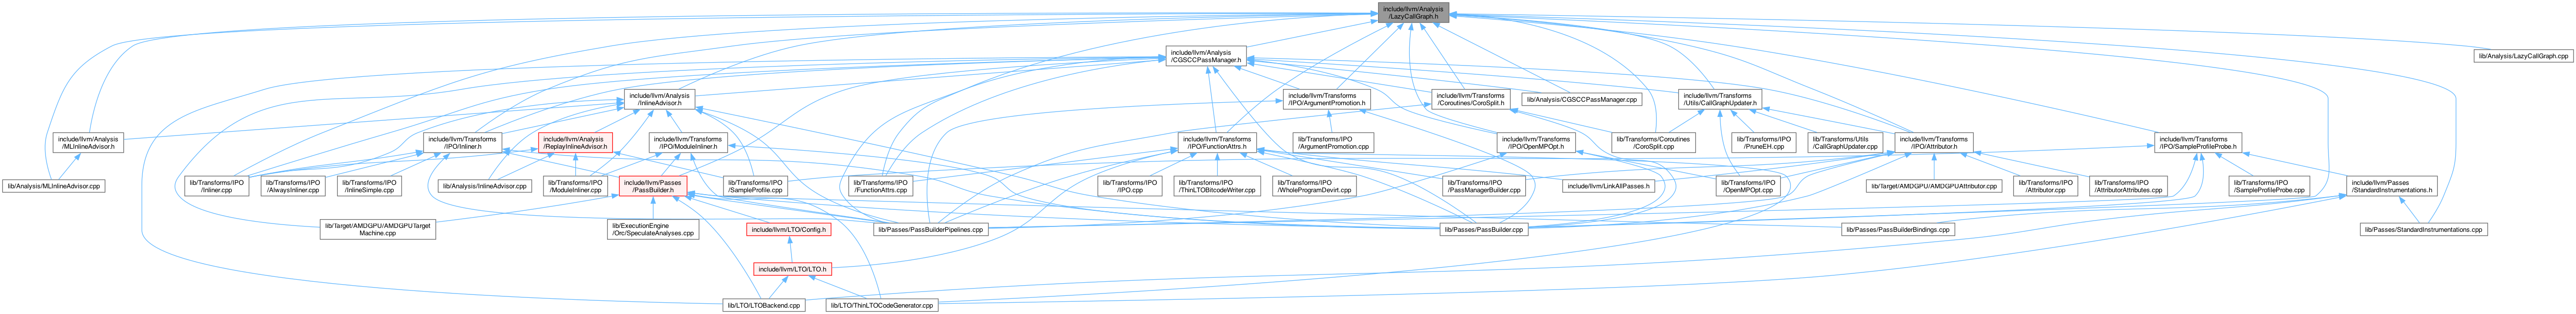 include/llvm/Analysis
/LazyCallGraph.h
include/llvm/Analysis
/CGSCCPassManager.h
lib/Analysis/LazyCallGraph.cpp
include/llvm/Analysis
/InlineAdvisor.h
include/llvm/Transforms
/IPO/ArgumentPromotion.h
lib/Analysis/CGSCCPassManager.cpp
include/llvm/Transforms
/Coroutines/CoroSplit.h
include/llvm/Transforms
/Utils/CallGraphUpdater.h
include/llvm/Analysis
/MLInlineAdvisor.h
include/llvm/Transforms
/IPO/Inliner.h
include/llvm/Analysis
/ReplayInlineAdvisor.h
include/llvm/Transforms
/IPO/ModuleInliner.h
include/llvm/Transforms
/IPO/FunctionAttrs.h
lib/Transforms/IPO
/ArgumentPromotion.cpp
include/llvm/Transforms
/IPO/OpenMPOpt.h
lib/Transforms/Coroutines
/CoroSplit.cpp
lib/Transforms/IPO
/PruneEH.cpp
lib/Transforms/Utils
/CallGraphUpdater.cpp
include/llvm/Transforms
/IPO/Attributor.h
include/llvm/Transforms
/IPO/SampleProfileProbe.h
lib/Analysis/MLInlineAdvisor.cpp
lib/Transforms/IPO
/Inliner.cpp
lib/Transforms/IPO
/AlwaysInliner.cpp
lib/Transforms/IPO
/InlineSimple.cpp
lib/Analysis/InlineAdvisor.cpp
lib/Transforms/IPO
/ModuleInliner.cpp
include/llvm/Passes
/PassBuilder.h
lib/Transforms/IPO
/SampleProfile.cpp
lib/Transforms/IPO
/FunctionAttrs.cpp
lib/Transforms/IPO
/IPO.cpp
lib/Transforms/IPO
/ThinLTOBitcodeWriter.cpp
lib/Transforms/IPO
/WholeProgramDevirt.cpp
lib/Transforms/IPO
/PassManagerBuilder.cpp
include/llvm/LinkAllPasses.h
lib/Transforms/IPO
/OpenMPOpt.cpp
lib/Target/AMDGPU/AMDGPUAttributor.cpp
lib/Transforms/IPO
/Attributor.cpp
lib/Transforms/IPO
/AttributorAttributes.cpp
lib/Transforms/IPO
/SampleProfileProbe.cpp
include/llvm/Passes
/StandardInstrumentations.h
lib/Target/AMDGPU/AMDGPUTarget
Machine.cpp
lib/ExecutionEngine
/Orc/SpeculateAnalyses.cpp
include/llvm/LTO/Config.h
lib/Passes/PassBuilderPipelines.cpp
lib/Passes/PassBuilder.cpp
lib/Passes/PassBuilderBindings.cpp
lib/Passes/StandardInstrumentations.cpp
include/llvm/LTO/LTO.h
lib/LTO/LTOBackend.cpp
lib/LTO/ThinLTOCodeGenerator.cpp